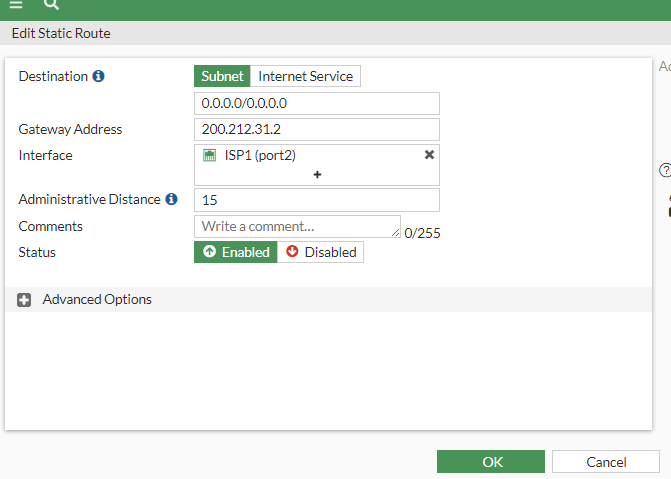 Edit Static Route
Destination
Subnet Internet Service
0.0.0.0/0.0.0.0
Gateway Address 200.212.31.2
Interface ISP1 (port2)
+
Administrative Distance 15
Comments Write a comment... 0/255
Status Enabled Disabled
Advanced Options
OK Cancel